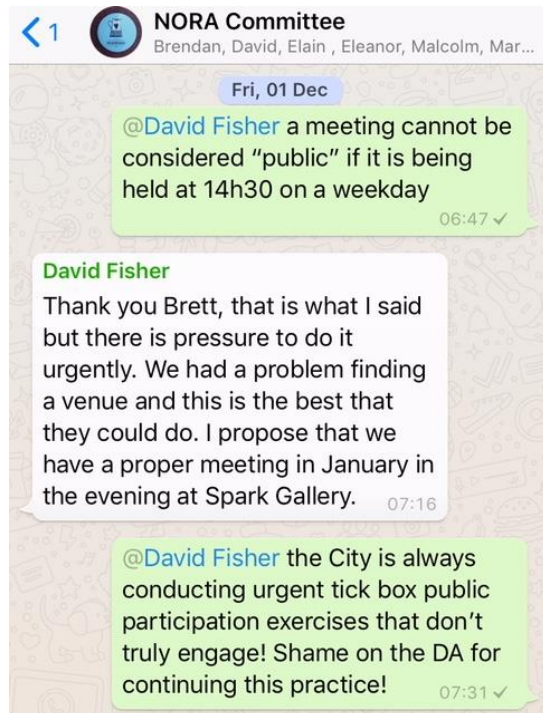 1
NORA Committee
Brendan, David, Elain , Eleanor, Malcolm, Mar...
Fri, 01 Dec
@David Fisher a meeting cannot be
considered “public” if it is being
held at 14h30 on a weekday
06:47
David Fisher
Thank you Brett, that is what I said
but there is pressure to do it
urgently. We had a problem finding
a venue and this is the best that
they could do. I propose that we
have a proper meeting in January in
the evening at Spark Gallery. 07:16
@David Fisher the City is always
conducting urgent tick box public
participation exercises that don’t
truly engage! Shame on the DA for
continuing this practice! 07:31